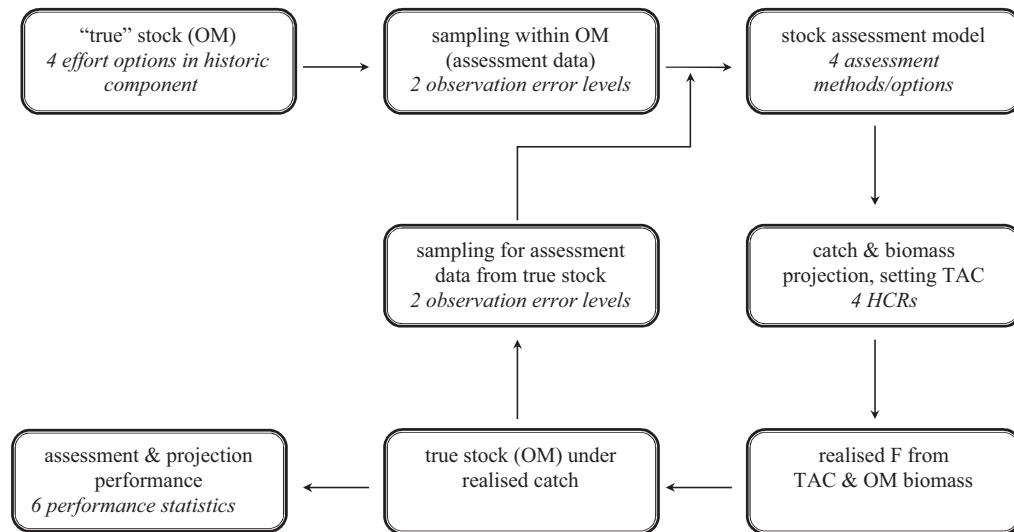 “true” stock (OM)
4 effort options in historic
component
sampling within OM
(assessment data)
2 observation error levels
stock assessment model
4 assessment
methods/options
sampling for assessment
data from true stock
2 observation error levels
catch & biomass
projection, setting TAC
4 HCRs
assessment & projection
performance
6 performance statistics
true stock (OM) under
realised catch
realised F from
TAC & OM biomass